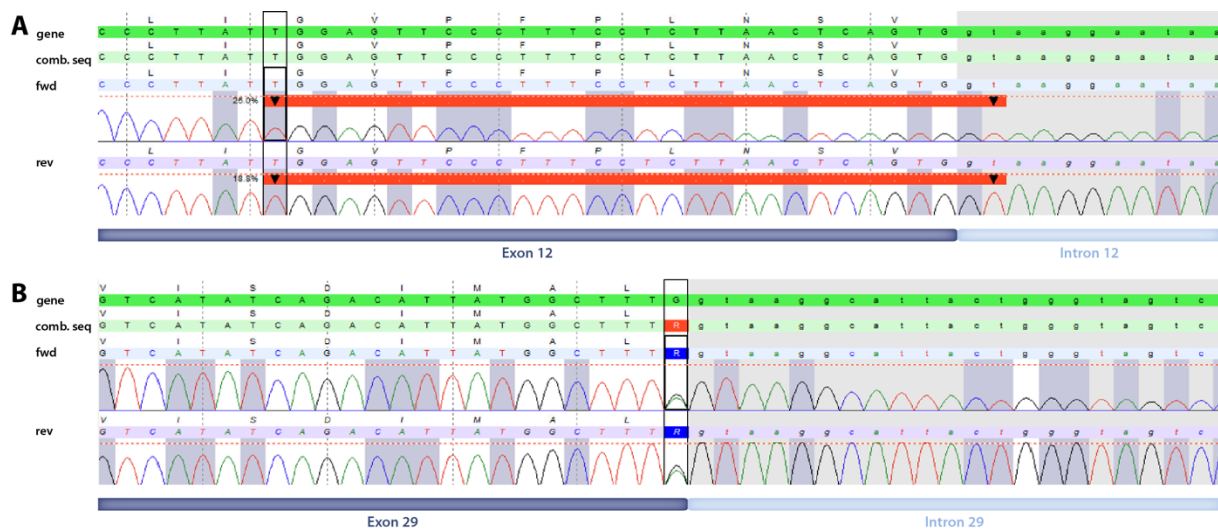 A
L I G V P F P L N S V
gene C C C T T A T T G G A G T T C C C T T T C C T C T T A A C T C A G T G g t a a g g a a t a a
L I G V P F P L N S V
comb. seq C C C T T A T T G G A G T T C C C T T T C C T C T T A A C T C A G T G g t a a g g a a t a a
L I G V P F P L N S V
fwd C C C T T A T T G G A G T T C C C T T T C C T C T T A A C T C A G T G g t a a g g a a t a a
25.0%
L I G V P F P L N S V
rev C C C T T A T T G G A G T T C C C T T T C C T C T T A A C T C A G T G g t a a g g a a t a a
18.8%
Exon 12 Intron 12
B
V I S D I M A L
gene G T C A T A T C A G A C A T T A T G G C T T T G g t a a g g c a t t a c t g g g t a g t c
V I S D I M A L
comb. seq G T C A T A T C A G A C A T T A T G G C T T T R g t a a g g c a t t a c t g g g t a g t c
V I S D I M A L
fwd G T C A T A T C A G A C A T T A T G G C T T T R g t a a g g c a t t a c t g g g t a g t c
V I S D I M A L
rev G T C A T A T C A G A C A T T A T G G C T T T R g t a a g g c a t t a c t g g g t a g t c
Exon 29 Intron 29